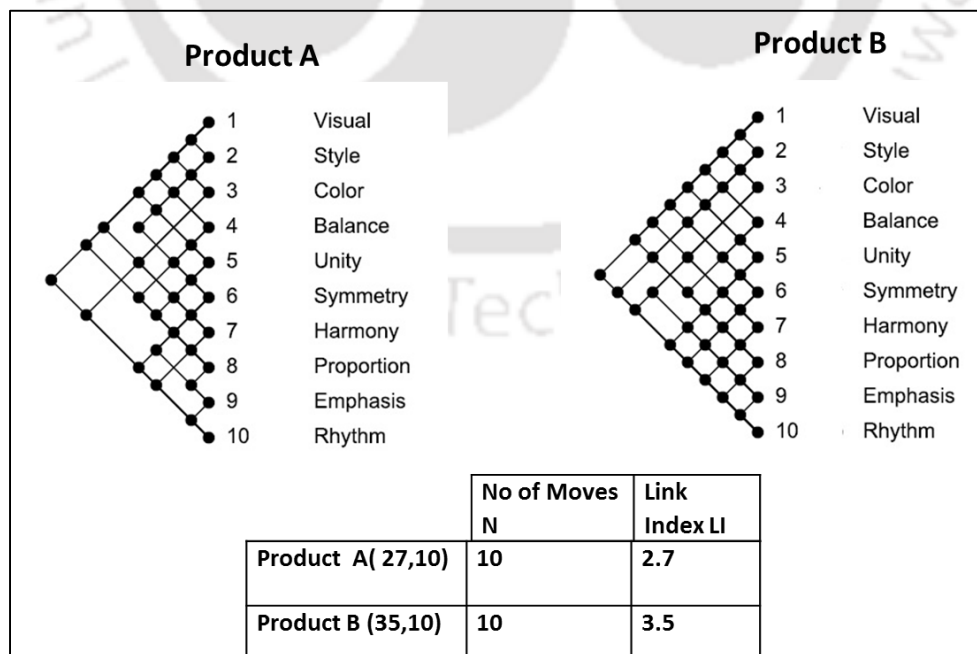 Product A
1 Visual
2 Style
3 Color
4 Balance
5 Unity
6 Symmetry
7 Harmony
8 Proportion
9 Emphasis
10 Rhythm
Product B
1 Visual
2 Style
3 Color
4 Balance
5 Unity
6 Symmetry
7 Harmony
8 Proportion
9 Emphasis
10 Rhythm
No of Moves Link
N Index LI
Product A( 27,10) 10 2.7
Product B (35,10) 10 3.5
Tec